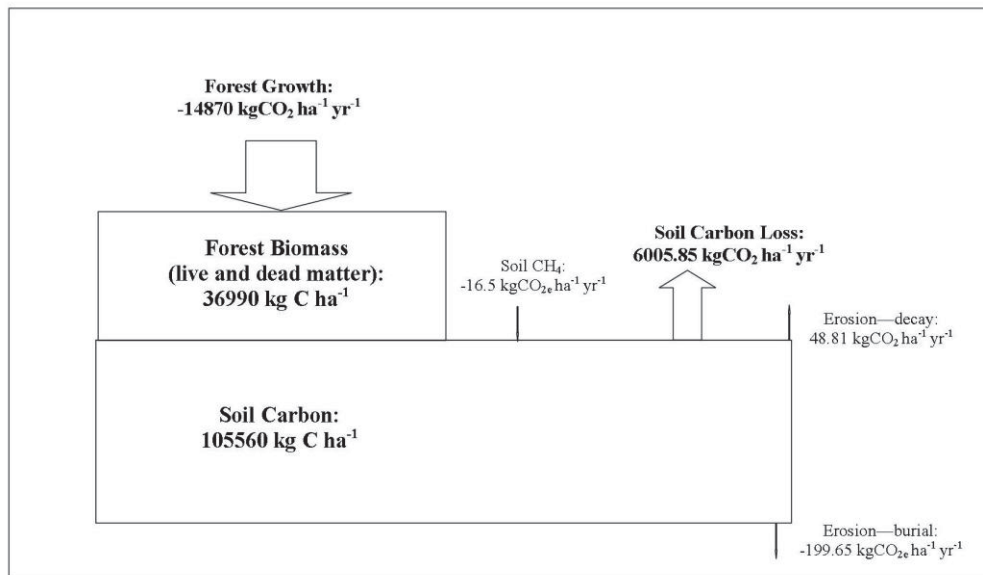 Forest Growth:
-14870 kgCO₂ ha⁻¹ yr⁻¹
Forest Biomass
(live and dead matter):
36990 kg C ha⁻¹
Soil CH₄:
-16.5 kgCO₂ₑ ha⁻¹ yr⁻¹
Soil Carbon Loss:
6005.85 kgCO₂ ha⁻¹ yr⁻¹
Erosion—decay:
48.81 kgCO₂ ha⁻¹ yr⁻¹
Soil Carbon:
105560 kg C ha⁻¹
Erosion—burial:
-199.65 kgCO₂ₑ ha⁻¹ yr⁻¹